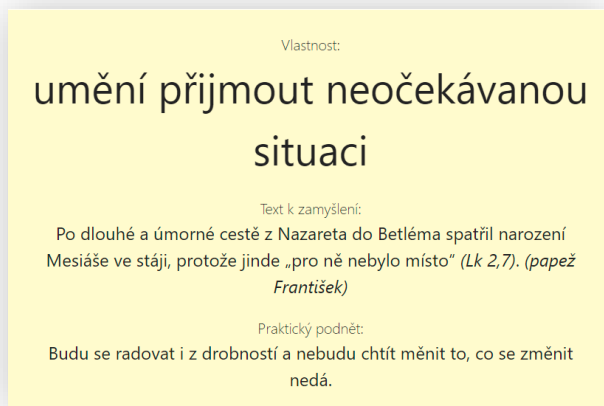 Vlastnost:
umění přijmout neočekávanou
situaci
Text k zamyšlení:
Po dlouhé a úmorné cestě z Nazareta do Betléma spatřil narození
Mesiáše ve stáji, protože jinde „pro ně nebylo místo“ (Lk 2,7). (papež
František)
Praktický podnět:
Budu se radovat i z drobností a nebudu chtít měnit to, co se změnit
nedá.